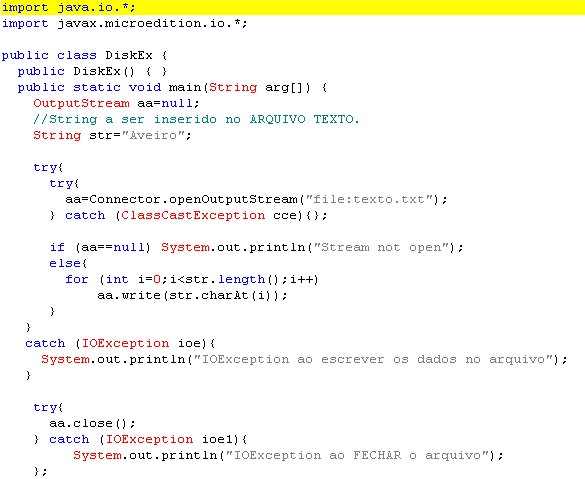 import java.io.*;
import javax.microedition.io.*;

public class DiskEx {
  public DiskEx() { }
  public static void main(String arg[]) {
    OutputStream aa=null;
    //String a ser inserido no ARQUIVO TEXTO.
    String str="Aveiro";

    try{
      try{
        aa=Connector.openOutputStream("file:texto.txt");
      } catch (ClassCastException cce){};

      if (aa==null) System.out.println("Stream not open");
      else{
        for (int i=0;i<str.length();i++)
            aa.write(str.charAt(i));
      }
   }
   catch (IOException ioe){
     System.out.println("IOException ao escrever os dados no arquivo");
   }

    try{
      aa.close();
    } catch (IOException ioe1){
         System.out.println("IOException ao FECHAR o arquivo");
    };